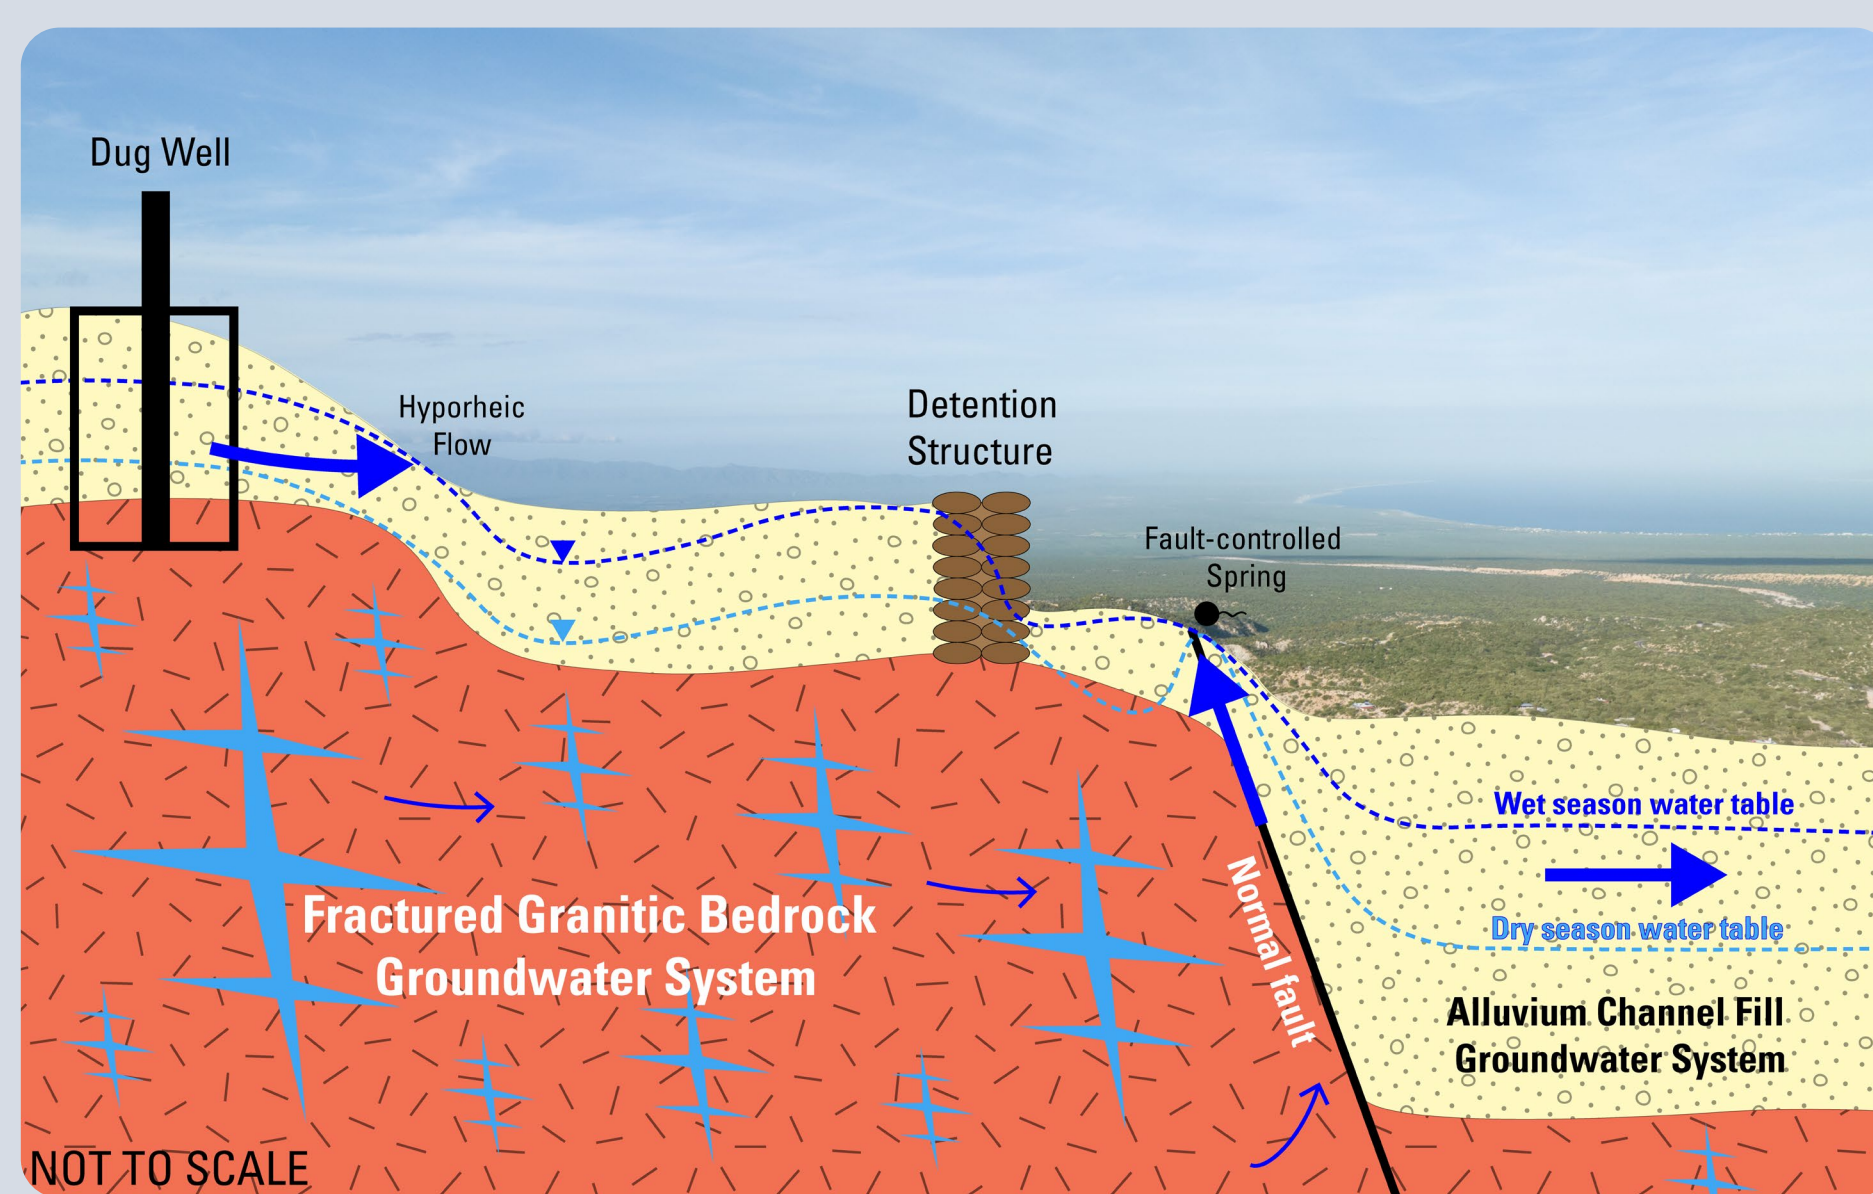 Dug Well
Hyporheic
Flow
Detention
Structure
Fault-controlled
Spring
Wet season water table
Dry season water table
Normal fault
Fractured Granitic Bedrock
Groundwater System
Alluvium Channel Fill
Groundwater System
NOT TO SCALE